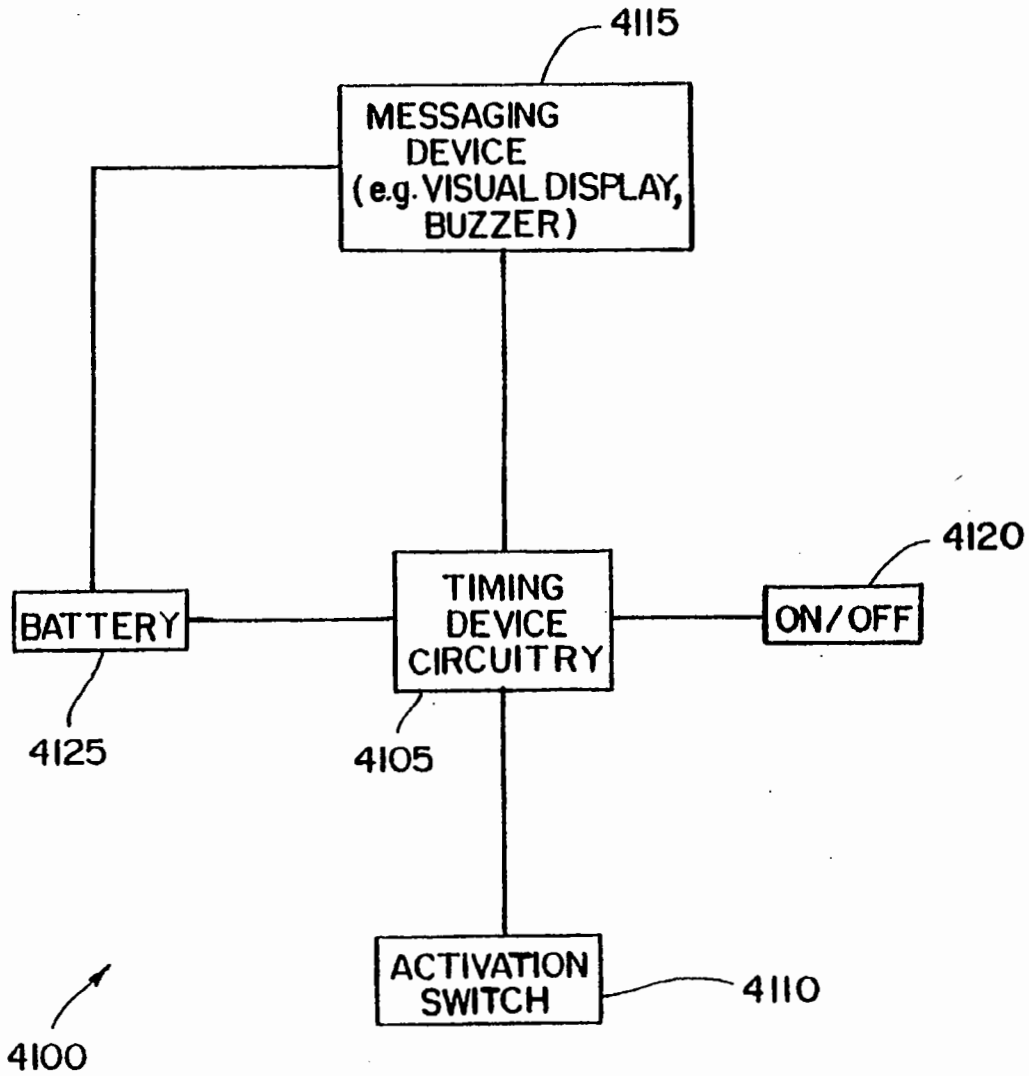 4115
MESSAGING
DEVICE
(e.g. VISUAL DISPLAY,
BUZZER)
4120
BATTERY
TIMING
DEVICE
CIRCUITRY
ON/OFF
4125
4105
ACTIVATION
SWITCH
4110
4100